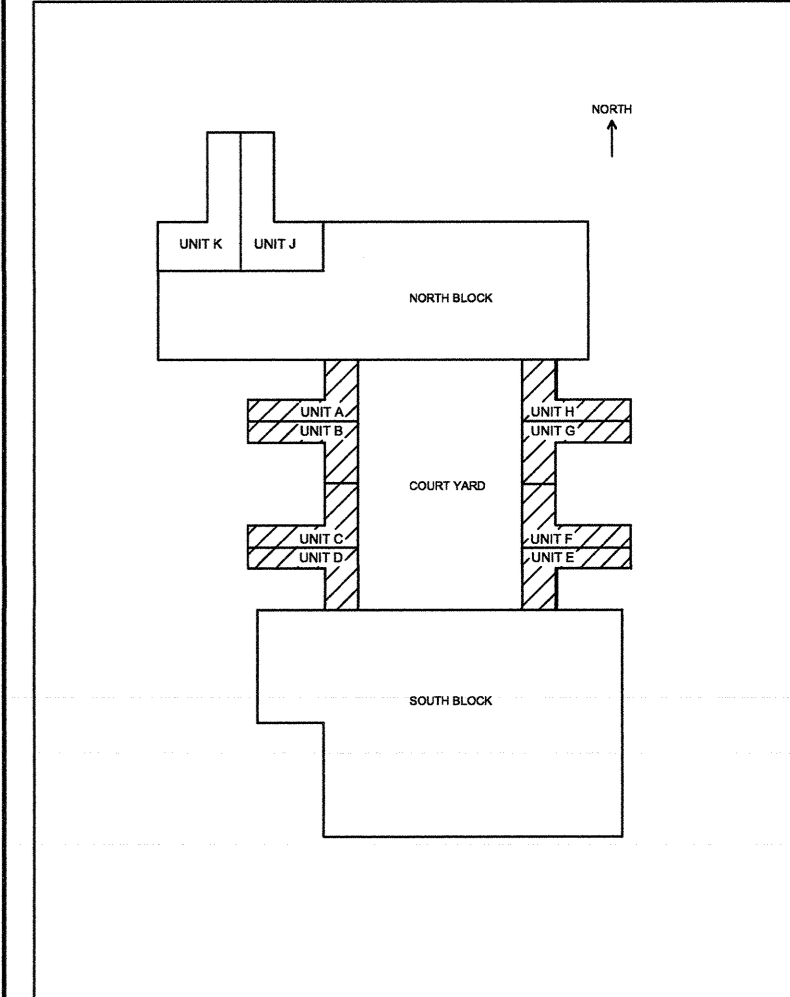 NORTH
UNIT K
UNIT J
NORTH BLOCK
UNIT A
UNIT H
UNIT B
UNIT G
COURT YARD
UNIT C
UNIT F
UNIT D
UNIT E
SOUTH BLOCK